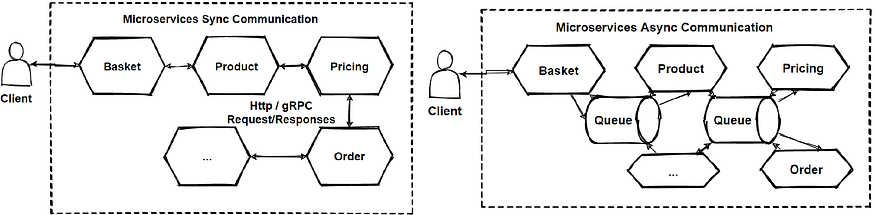 Microservices Sync Communication
Client
Basket
Product
Pricing
Http / gRPC
Request/Responses
...
Order
Microservices Async Communication
Client
Basket
Product
Pricing
Queue
Queue
...
Order